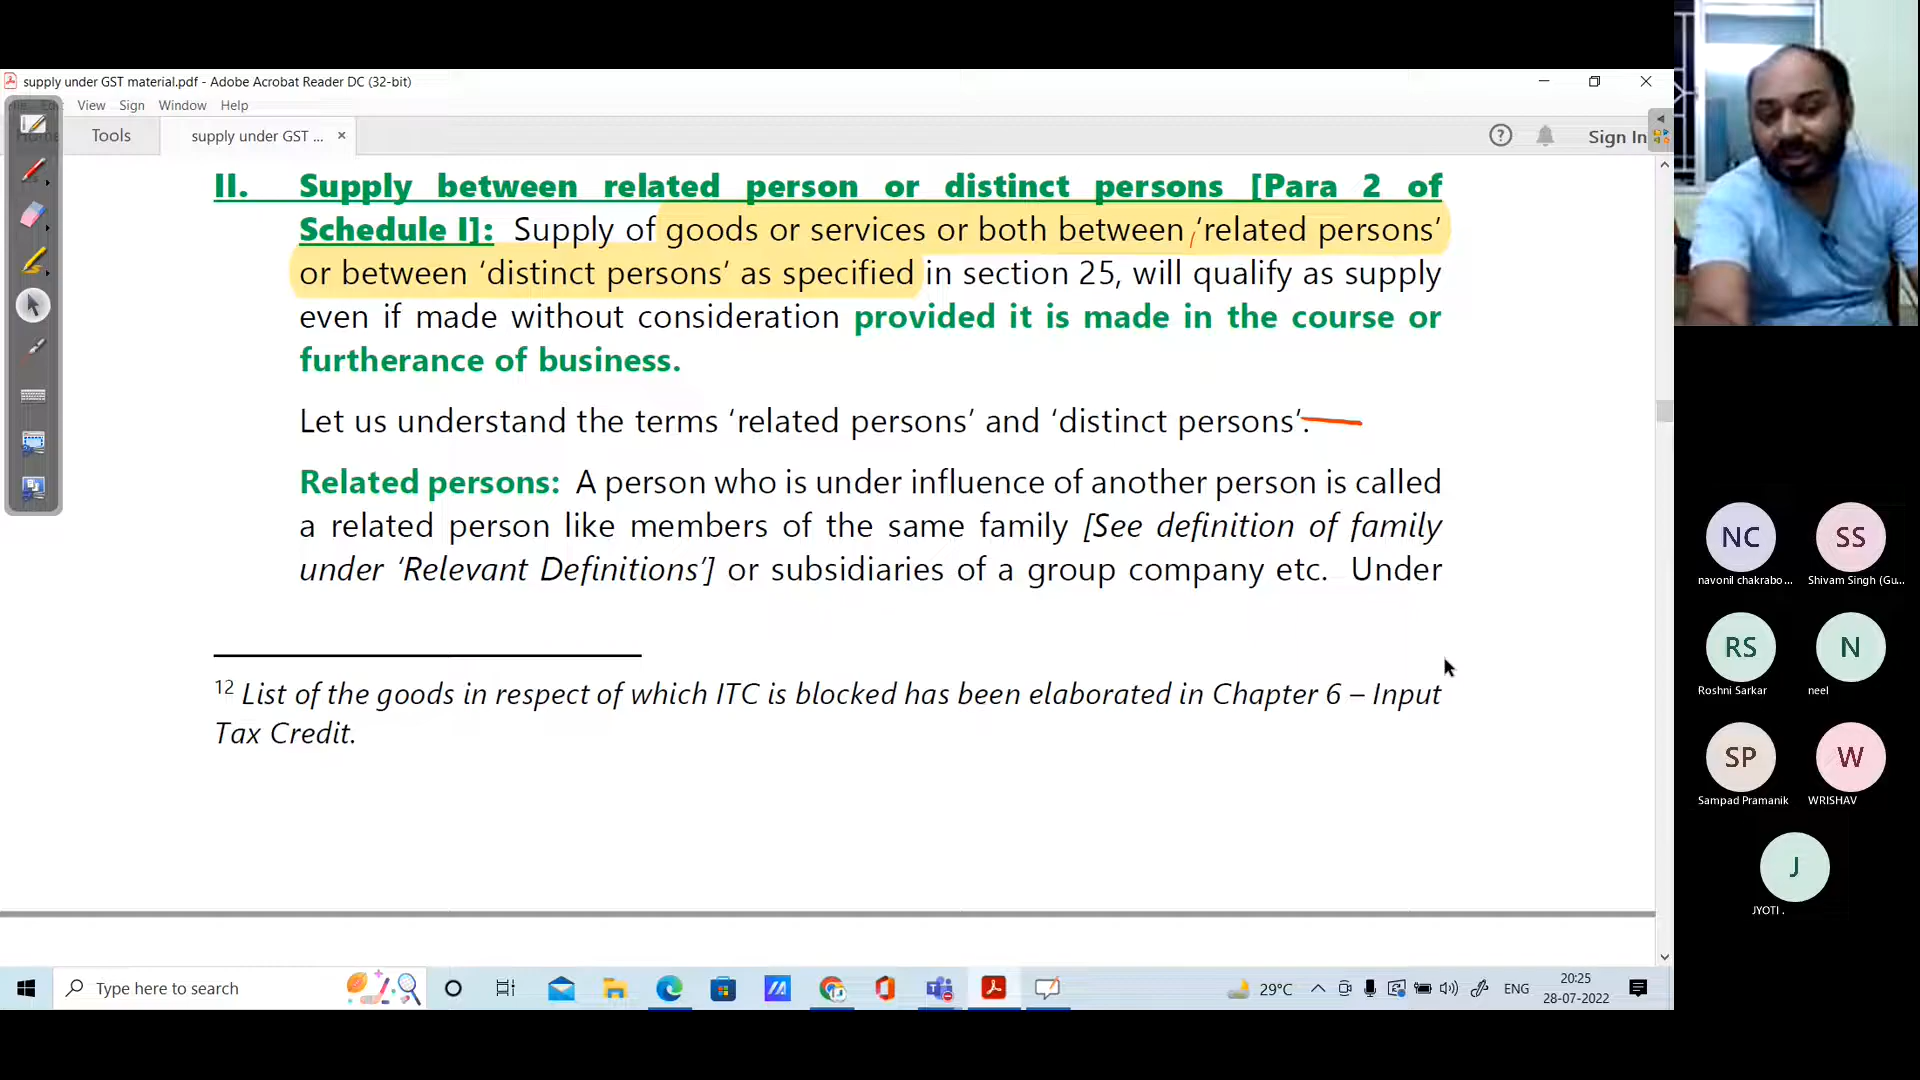 supply under GST material.pdf - Adobe Acrobat Reader DC (32-bit)
View Sign Window Help
Tools
supply under GST ...
Sign In
II. Supply between related person or distinct persons [Para 2 of
Schedule I]: Supply of goods or services or both between ‘related persons’
or between ‘distinct persons’ as specified in section 25, will qualify as supply
even if made without consideration provided it is made in the course or
furtherance of business.
Let us understand the terms ‘related persons’ and ‘distinct persons’.
Related persons: A person who is under influence of another person is called
a related person like members of the same family [See definition of family
under ‘Relevant Definitions’] or subsidiaries of a group company etc. Under
12 List of the goods in respect of which ITC is blocked has been elaborated in Chapter 6 – Input
Tax Credit.
NC
navonil chakrabo...
SS
Shivam Singh (Gu...
RS
Roshni Sarkar
N
neel
SP
Sampad Pramanik
W
WRISHAV
J
JYOTI .
Type here to search
29°C
ENG
20:25
28-07-2022